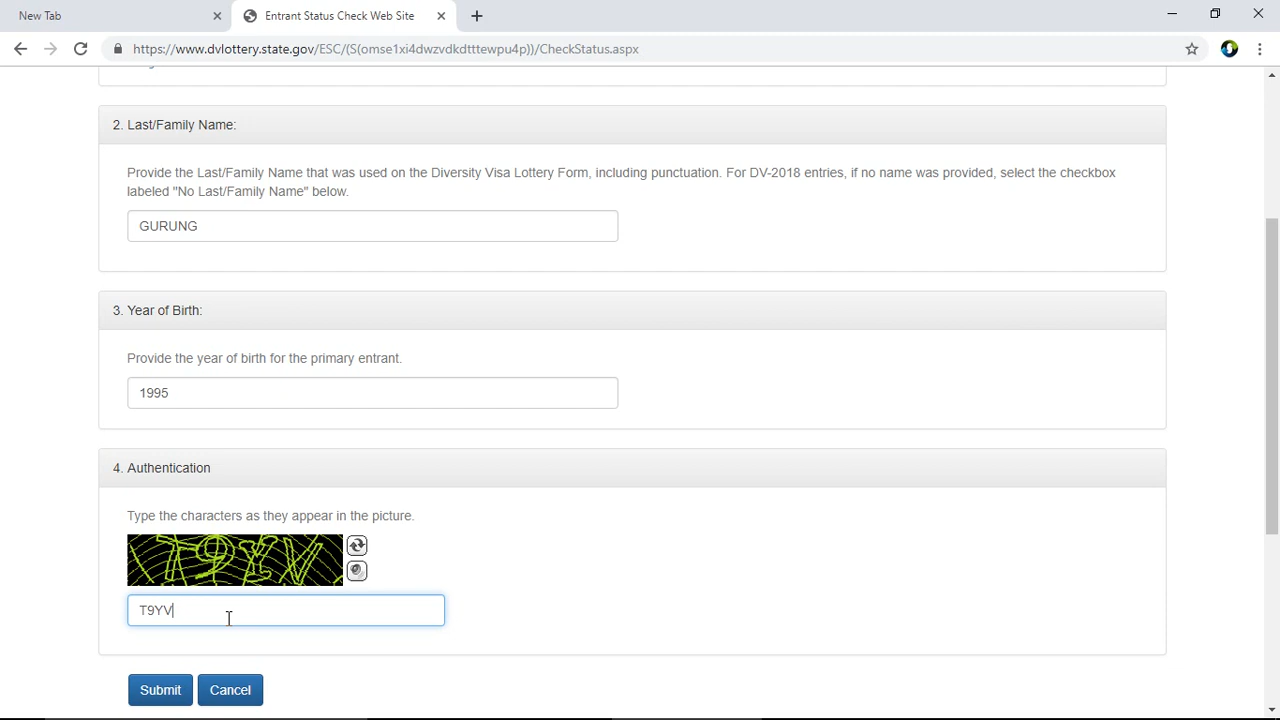 New Tab
Entrant Status Check Web Site
https://www.dvlottery.state.gov/ESC/(S(omse1xi4dwzvdkdtttewpu4p))/CheckStatus.aspx
2. Last/Family Name:
Provide the Last/Family Name that was used on the Diversity Visa Lottery Form, including punctuation. For DV-2018 entries, if no name was provided, select the checkbox
labeled "No Last/Family Name" below.
GURUNG
3. Year of Birth:
Provide the year of birth for the primary entrant.
1995
4. Authentication
Type the characters as they appear in the picture.
T9YV
T9YV
Submit Cancel